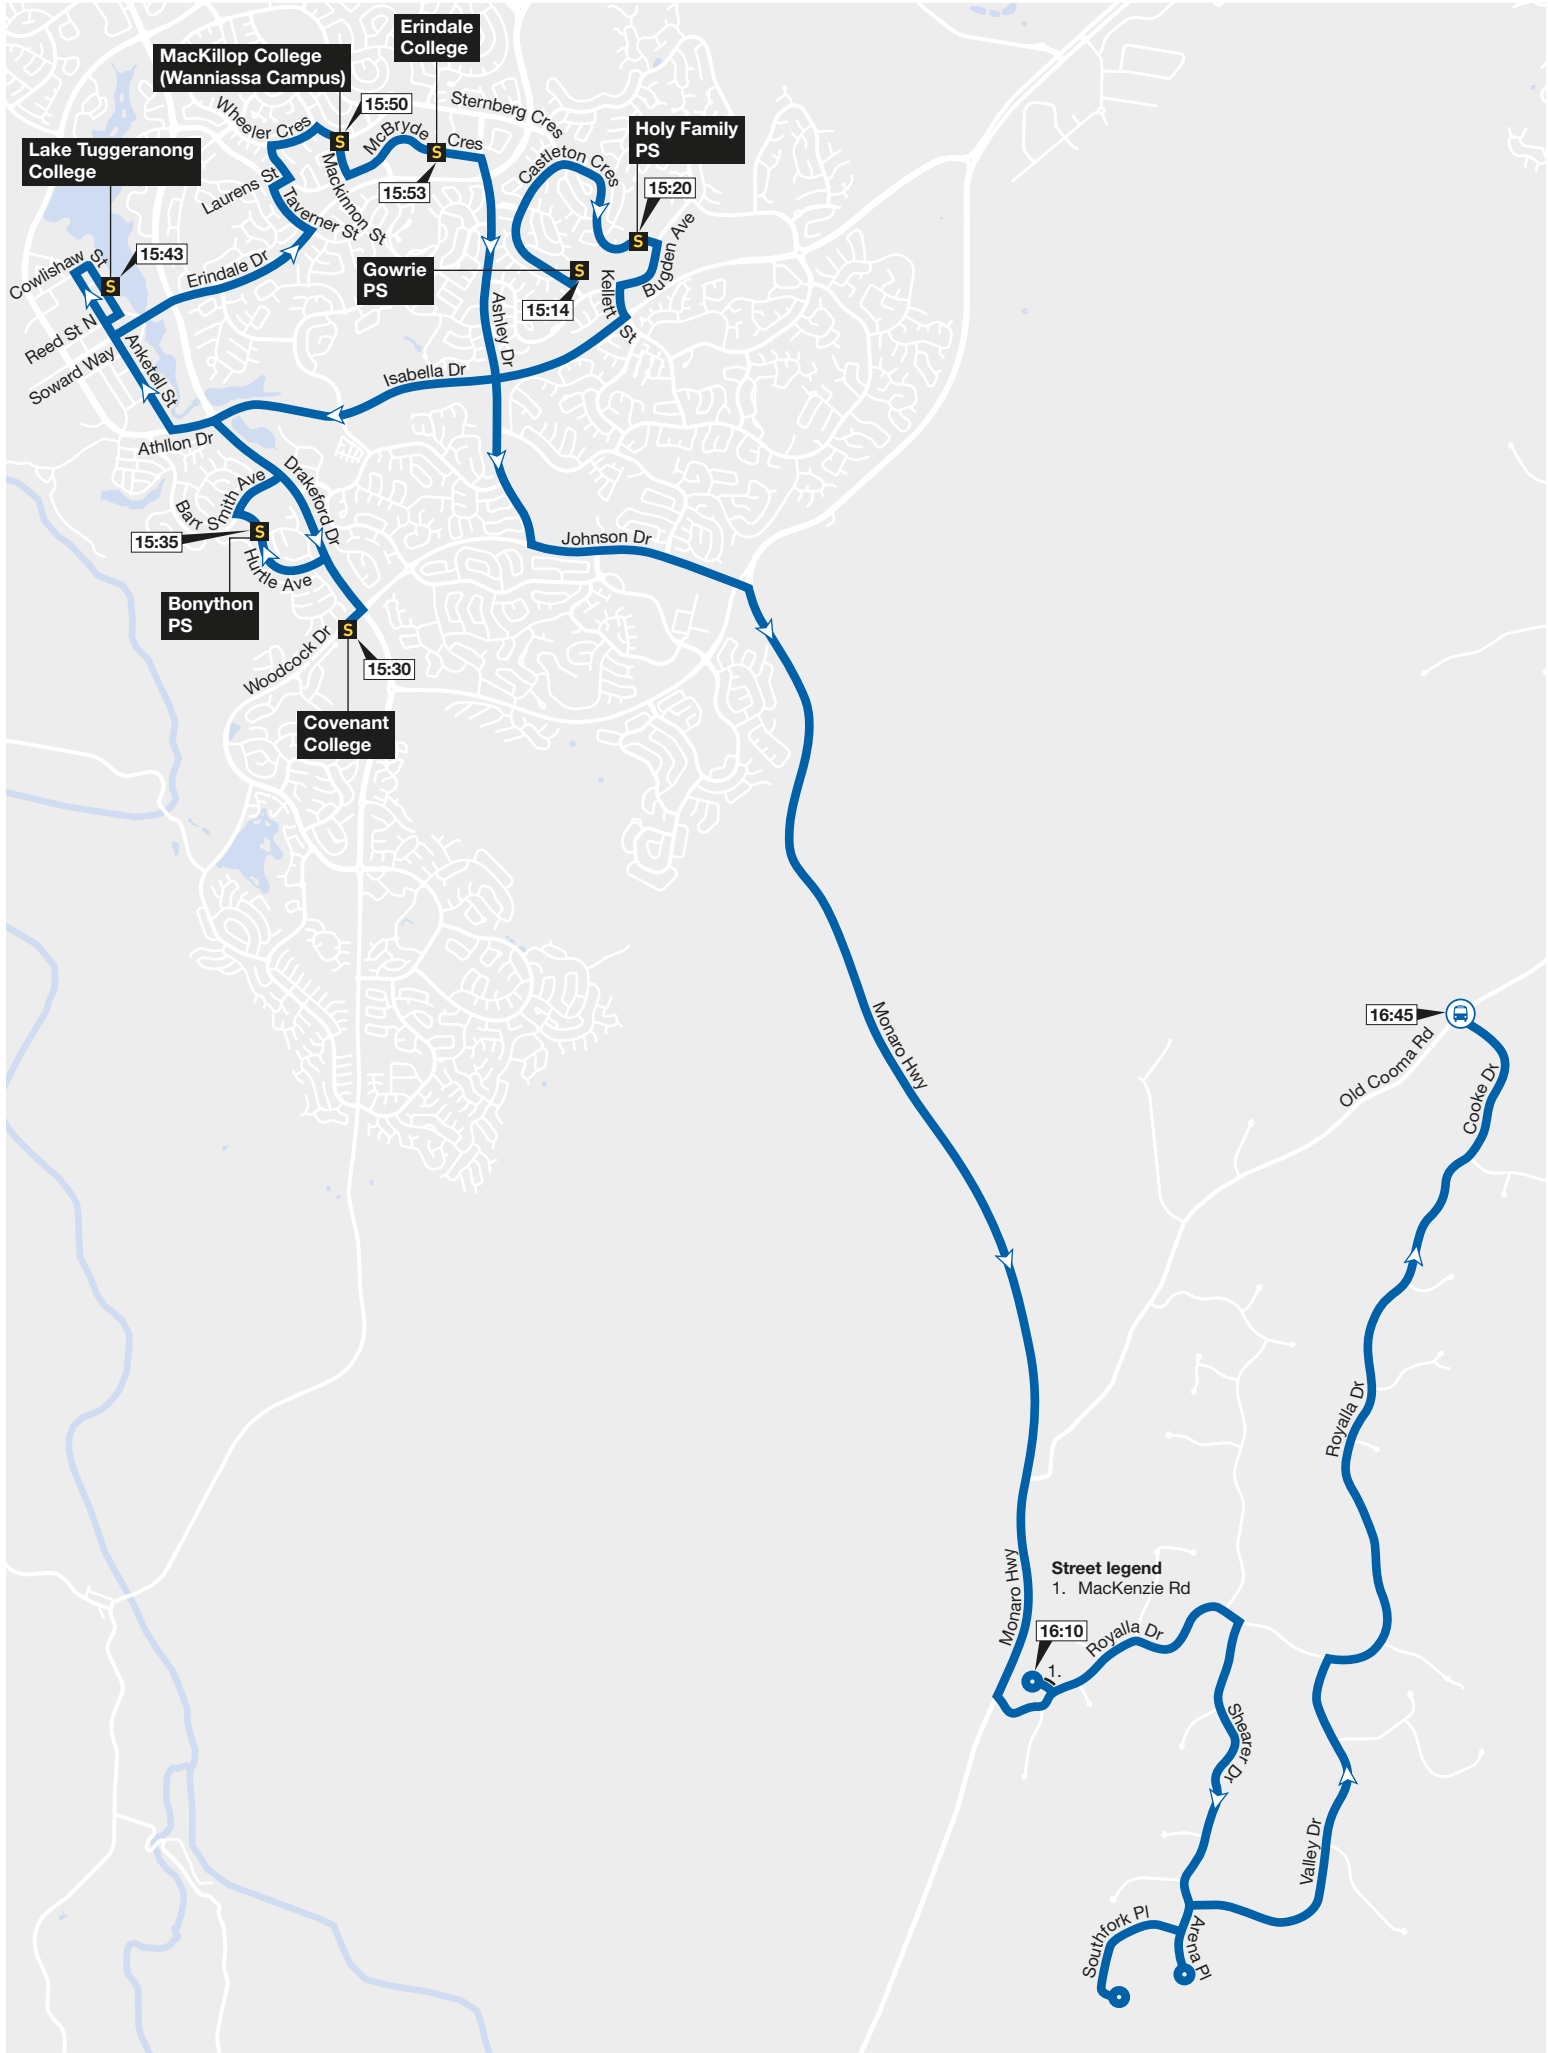 Erindale
College
MacKillop College
(Wanniassa Campus)
15:50
Sternberg Cres
Wheeler Cres
McBryde
Cres
Holy Family
PS
Lake Tuggeranong
College
S
S
Castleton Cres
Mackinnon St
Laurens St
15:53
15:20
Taverner St
S
Bugden Ave
15:43
Cowlishaw St
Erindale Dr
Gowrie
PS
S
S
Kellett St
15:14
Ashley Dr
Reed St N
Soward Way
Anketell St
Isabella Dr
Athllon Dr
Drakeford Dr
Barr Smith Ave
S
15:35
Johnson Dr
Hurtle Ave
Bonython
PS
S
Woodcock Dr
15:30
Covenant
College
Monaro Hwy
16:45
Old Cooma Rd
Cooke Dr
Royalla Dr
Monaro Hwy
Street legend
1. MacKenzie Rd
16:10
Royalla Dr
1.
Shearer Dr
Valley Dr
Southfork Pl
Arena Pl